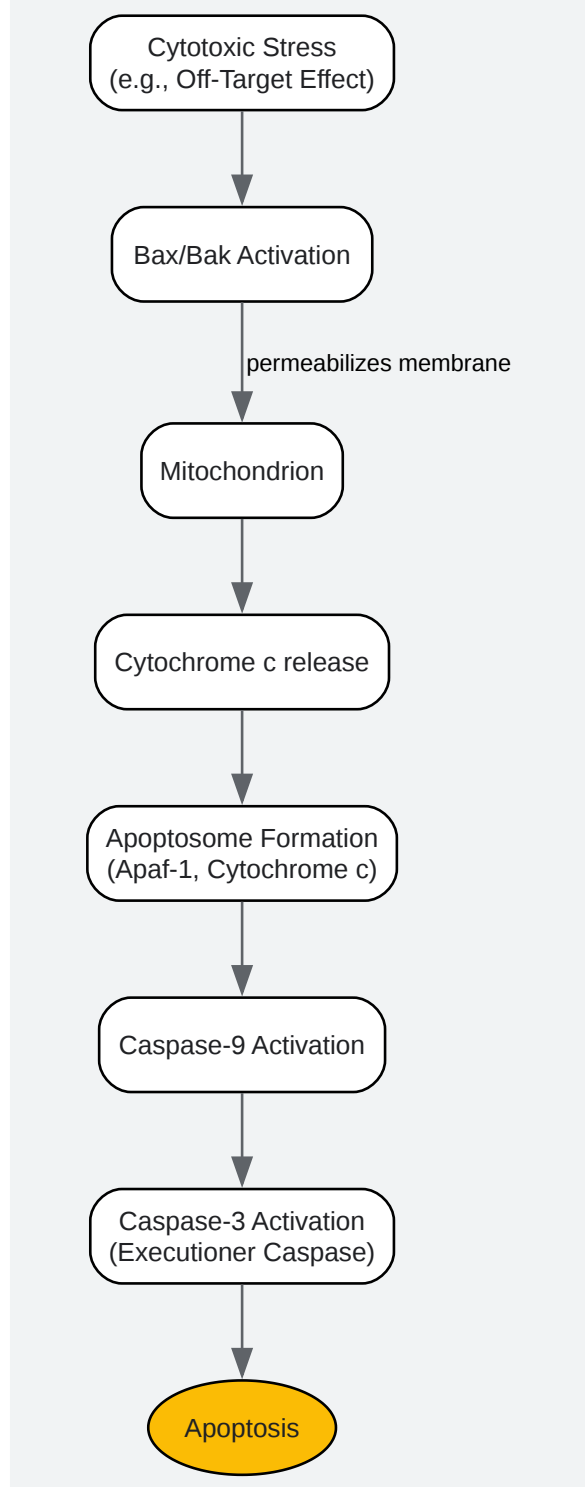 Cytotoxic Stress
(e.g., Off-Target Effect)
Bax/Bak Activation
permeabilizes membrane
Mitochondrion
Cytochrome c release
Apoptosome Formation
(Apaf-1, Cytochrome c)
Caspase-9 Activation
Caspase-3 Activation
(Executioner Caspase)
Apoptosis